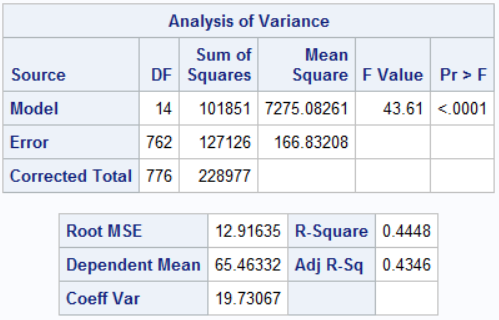 Analysis of Variance
Sum of Mean
Source DF Squares Square F Value Pr > F
Model 14 101851 7275.08261 43.61 <.0001
Error 762 127126 166.83208
Corrected Total 776 228977
Root MSE 12.91635 R-Square 0.4448
Dependent Mean 65.46332 Adj R-Sq 0.4346
Coeff Var 19.73067